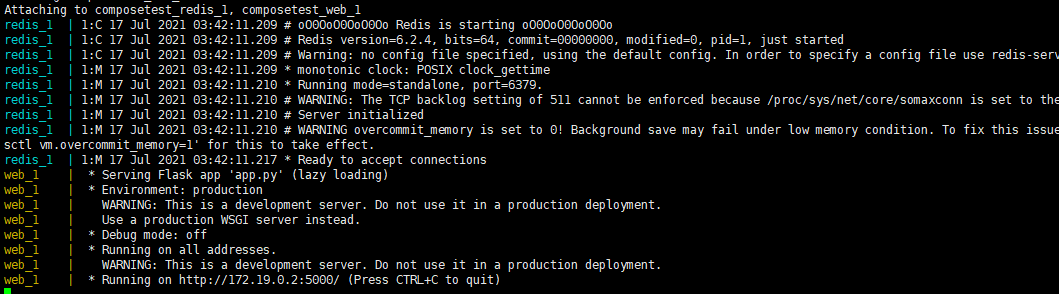 Attaching to composetest_redis_1, composetest_web_1
redis_1  | 1:C 17 Jul 2021 03:42:11.209 # oO0OoO0OoO0Oo Redis is starting oO0OoO0OoO0Oo
redis_1  | 1:C 17 Jul 2021 03:42:11.209 # Redis version=6.2.4, bits=64, commit=00000000, modified=0, pid=1, just started
redis_1  | 1:C 17 Jul 2021 03:42:11.209 # Warning: no config file specified, using the default config. In order to specify a config file use redis-serv
redis_1  | 1:M 17 Jul 2021 03:42:11.209 * monotonic clock: POSIX clock_gettime
redis_1  | 1:M 17 Jul 2021 03:42:11.210 * Running mode=standalone, port=6379.
redis_1  | 1:M 17 Jul 2021 03:42:11.210 # WARNING: The TCP backlog setting of 511 cannot be enforced because /proc/sys/net/core/somaxconn is set to the
redis_1  | 1:M 17 Jul 2021 03:42:11.210 # Server initialized
redis_1  | 1:M 17 Jul 2021 03:42:11.210 # WARNING overcommit_memory is set to 0! Background save may fail under low memory condition. To fix this issue
sctl vm.overcommit_memory=1' for this to take effect.
redis_1  | 1:M 17 Jul 2021 03:42:11.217 * Ready to accept connections
web_1    |  * Serving Flask app 'app.py' (lazy loading)
web_1    |  * Environment: production
web_1    |    WARNING: This is a development server. Do not use it in a production deployment.
web_1    |    Use a production WSGI server instead.
web_1    |  * Debug mode: off
web_1    |  * Running on all addresses.
web_1    |    WARNING: This is a development server. Do not use it in a production deployment.
web_1    |  * Running on http://172.19.0.2:5000/ (Press CTRL+C to quit)